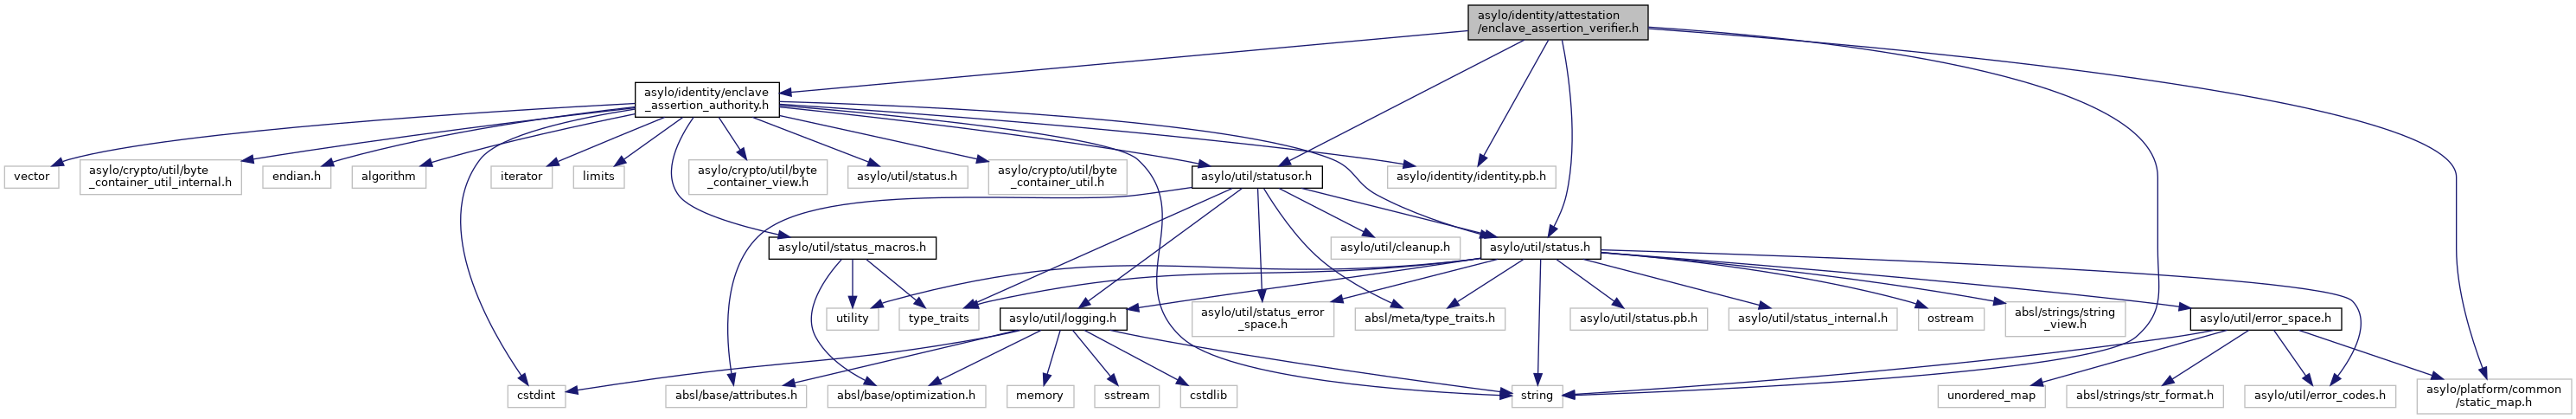 asylo/identity/attestation
/enclave_assertion_verifier.h
asylo/identity/enclave
_assertion_authority.h
vector
asylo/crypto/util/byte
_container_util_internal.h
endian.h
algorithm
iterator
limits
asylo/crypto/util/byte
_container_view.h
asylo/util/status.h
asylo/crypto/util/byte
_container_util.h
asylo/util/statusor.h
asylo/identity/identity.pb.h
asylo/util/status_macros.h
asylo/util/cleanup.h
asylo/util/status.h
utility
type_traits
asylo/util/logging.h
asylo/util/status_error
_space.h
absl/meta/type_traits.h
asylo/util/status.pb.h
asylo/util/status_internal.h
ostream
absl/strings/string
_view.h
asylo/util/error_space.h
cstdint
absl/base/attributes.h
absl/base/optimization.h
memory
sstream
cstdlib
string
unordered_map
absl/strings/str_format.h
asylo/util/error_codes.h
asylo/platform/common
/static_map.h